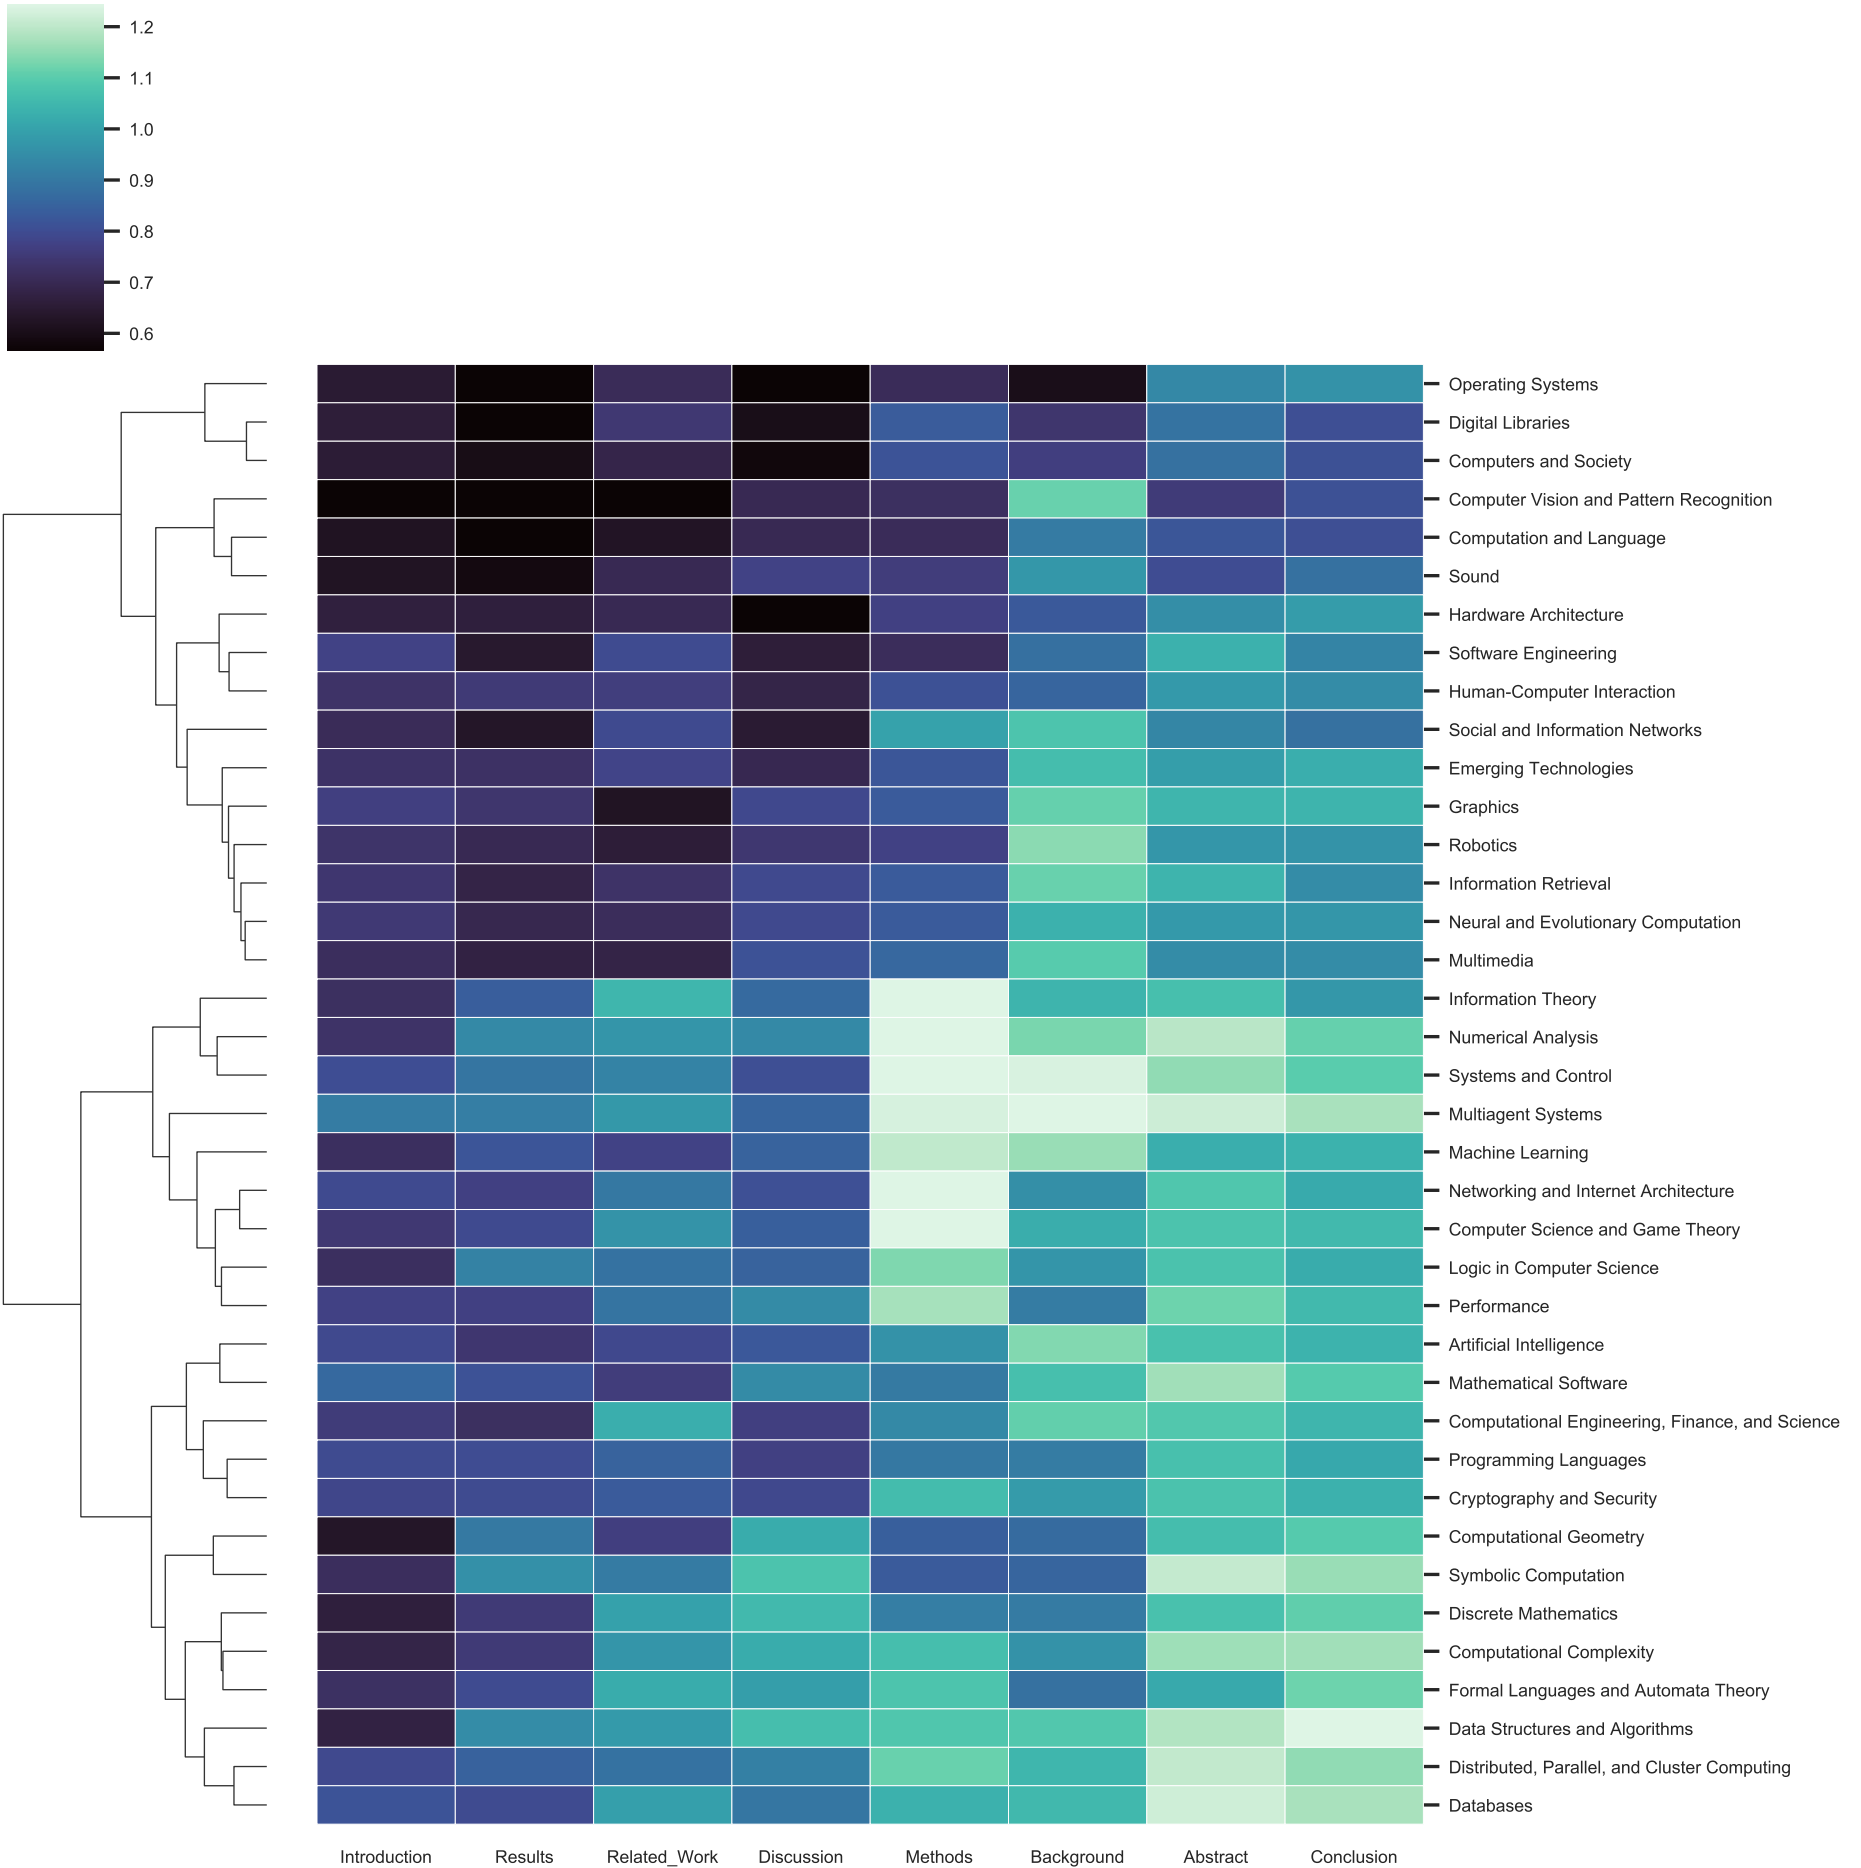 1.2
1.1
1.0
0.9
0.8
0.7
0.6
Operating Systems
Digital Libraries
Computers and Society
Computer Vision and Pattern Recognition
Computation and Language
Sound
Hardware Architecture
Software Engineering
Human-Computer Interaction
Social and Information Networks
Emerging Technologies
Graphics
Robotics
Information Retrieval
Neural and Evolutionary Computation
Multimedia
Information Theory
Numerical Analysis
Systems and Control
Multiagent Systems
Machine Learning
Networking and Internet Architecture
Computer Science and Game Theory
Logic in Computer Science
Performance
Artificial Intelligence
Mathematical Software
Computational Engineering, Finance, and Science
Programming Languages
Cryptography and Security
Computational Geometry
Symbolic Computation
Discrete Mathematics
Computational Complexity
Formal Languages and Automata Theory
Data Structures and Algorithms
Distributed, Parallel, and Cluster Computing
Databases
Introduction Results Related_Work Discussion Methods Background Abstract Conclusion